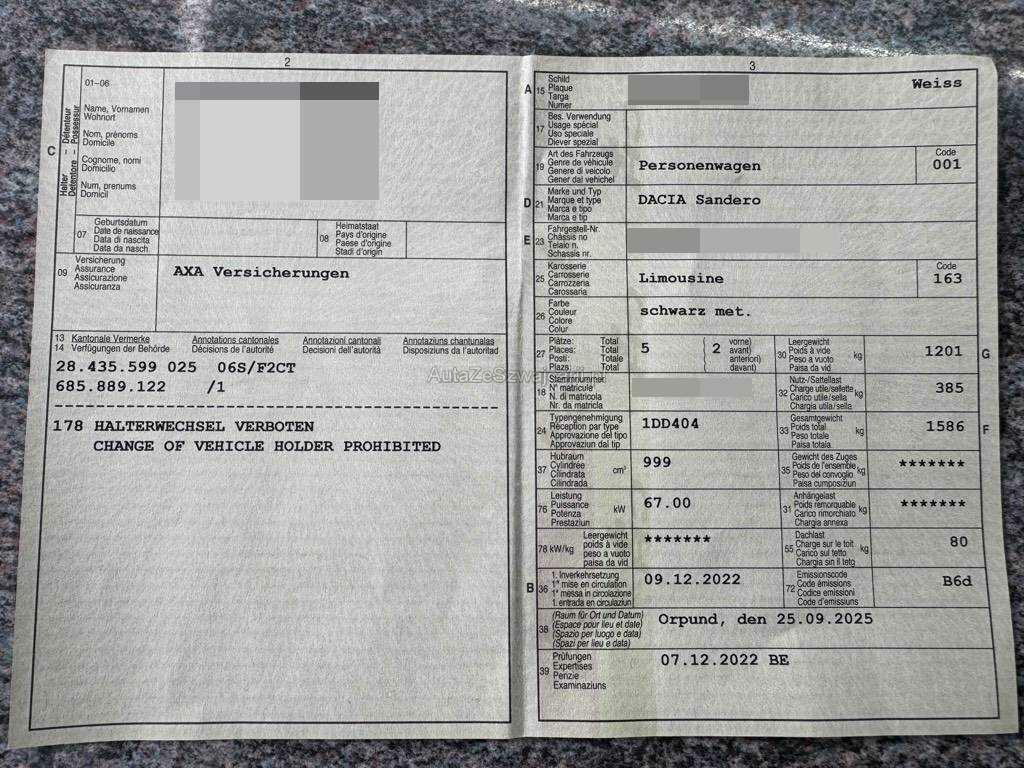 2
01–06
C
Halter – Détenteur
Detentore – Possessur
Name, Vornamen
Wohnort
Nom, prénoms
Domicile
Cognome, nomi
Domicilio
Num, prenums
Domicil
07
Geburtsdatum
Date de naissance
Data di nascita
Data da nasch.
08
Heimatstaat
Pays d'origine
Paese d'origine
Stadi d'origin
09
Versicherung
Assurance
Assicurazione
Assicuranza
AXA Versicherungen
13 Kantonale Vermerke Annotations cantonales Annotazioni cantonali Annotaziuns chantunalas
14 Verfügungen der Behörde Décisions de l'autorité Decisioni dell'autorità Disposiziuns da l'autoritad
28.435.599 025 06S/F2CT
685.889.122 /1
178 HALTERWECHSEL VERBOTEN
CHANGE OF VEHICLE HOLDER PROHIBITED
3
A 15
Schild
Plaque
Targa
Numer
Weiss
17
Bes. Verwendung
Usage spécial
Uso speciale
Diever spezial
19
Art des Fahrzeugs
Genre de véhicule
Genere di veicolo
Gener dal vehichel
Personenwagen
Code
001
D 21
Marke und Typ
Marque et type
Marca e tipo
Marca e tip
DACIA Sandero
E 23
Fahrgestell-Nr.
Châssis no
Telaio n.
Schassis nr.
25
Karosserie
Carrosserie
Carrozzeria
Carossaria
Limousine
Code
163
26
Farbe
Couleur
Colore
Colur
schwarz met.
27
Plätze: Total
Places: Total
Posti: Totale
Plazs: Total
5
( 2 vorne)
avant)
anteriori)
davant)
30
Leergewicht
Poids à vide
Peso a vuoto
Paisa da vid
kg
1201
G
18
Stammnummer
N° matricule
N. di matricola
Nr. da matricla
32
Nutz-/Sattellast
Charge utile/sellette
Carico utile/sella
Chargia utila/sella
kg
385
24
Typengenehmigung
Réception par type
Approvazione del tipo
Approvaziun dal tip
1DD404
33
Gesamtgewicht
Poids total
Peso totale
Paisa totala
kg
1586
F
37
Hubraum
Cylindrée
Cilindrata
Cilindrada
cm³
999
35
Gewicht des Zuges
Poids de l'ensemble
Peso del convoglio
Paisa cumposiziun
kg
*******
76
Leistung
Puissance
Potenza
Prestaziun
kW
67.00
31
Anhängelast
Poids remorquable
Carico rimorchiato
Chargia annexa
kg
*******
78 kW/kg
Leergewicht
poids à vide
peso a vuoto
paisa da vid
*******
55
Dachlast
Charge sur le toit
Carico sul tetto
Chargia sin il tetg
kg
80
B 36
1. Inverkehrsetzung
1re mise en circulation
1a messa in circolazione
1. entrada en circulaziun
09.12.2022
72
Emissionscode
Code émissions
Codice emissioni
Code d'emissiuns
B6d
38
(Raum für Ort und Datum)
(Espace pour lieu et date)
(Spazio per luogo e data)
(Spazi per lieu e data)
Orpund, den 25.09.2025
39
Prüfungen
Expertises
Perizie
Examinaziuns
07.12.2022 BE